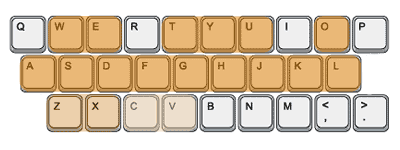 Q W E R T Y U I O P
A S D F G H J K L
Z X C V B N M < , > .